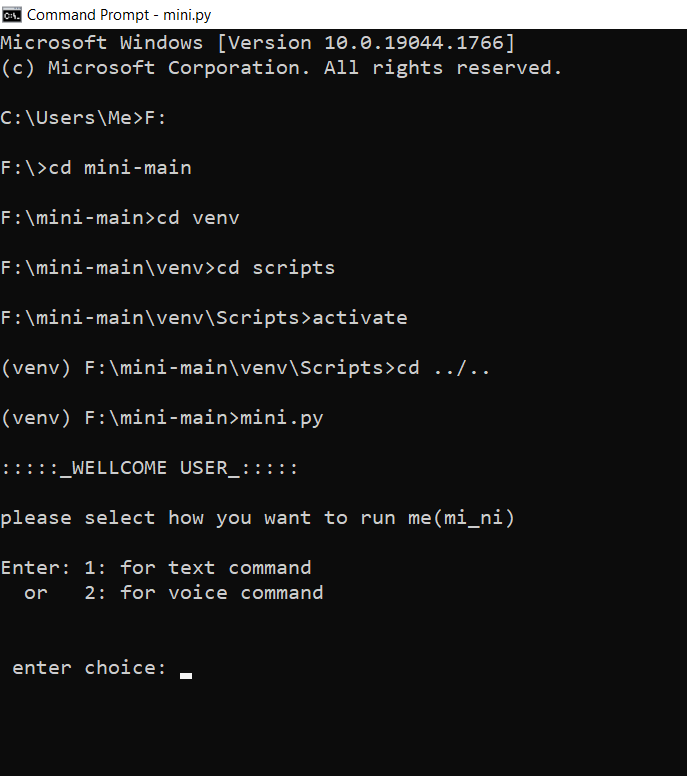 Command Prompt - mini.py
Microsoft Windows [Version 10.0.19044.1766]
(c) Microsoft Corporation. All rights reserved.
C:\Users\Me>F:
F:\>cd mini-main
F:\mini-main>cd venv
F:\mini-main\venv>cd scripts
F:\mini-main\venv\Scripts>activate
(venv) F:\mini-main\venv\Scripts>cd ../..
(venv) F:\mini-main>mini.py
:::::_WELLCOME USER_:::::
please select how you want to run me(mi_ni)
Enter: 1: for text command
  or   2: for voice command
 enter choice: